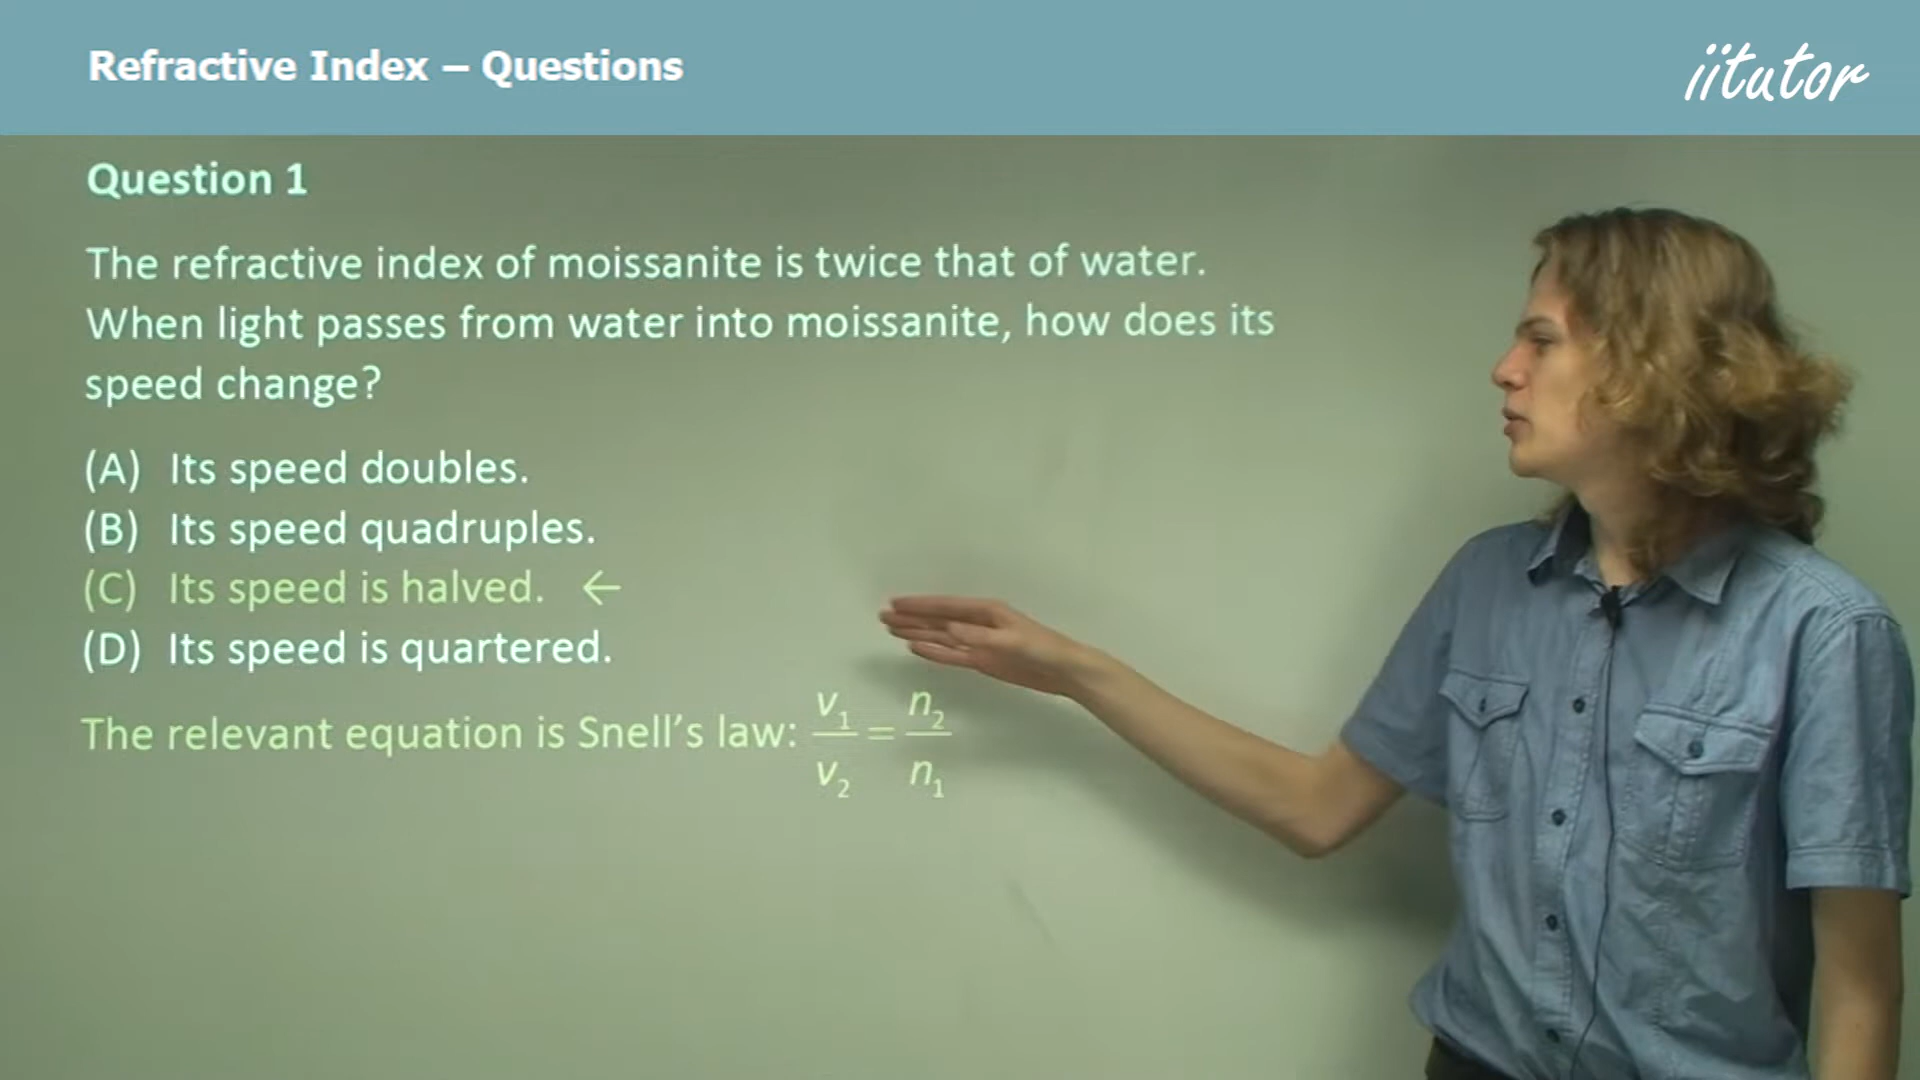 Refractive Index – Questions
iitutor
Question 1
The refractive index of moissanite is twice that of water.
When light passes from water into moissanite, how does its
speed change?
(A) Its speed doubles.
(B) Its speed quadruples.
(C) Its speed is halved. ←
(D) Its speed is quartered.
The relevant equation is Snell’s law: v₁/v₂ = n₂/n₁